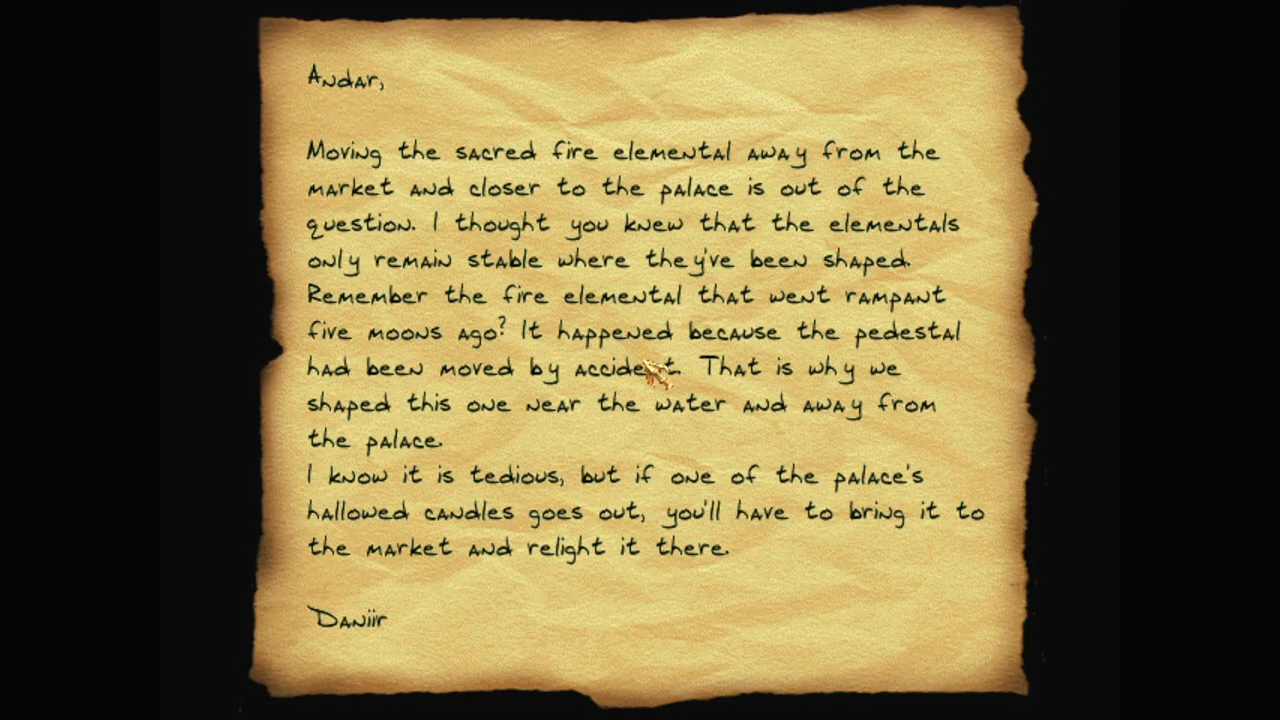 Andar,
Moving the sacred fire elemental away from the
market and closer to the palace is out of the
question. I thought you knew that the elementals
only remain stable where they've been shaped.
Remember the fire elemental that went rampant
five moons ago? It happened because the pedestal
had been moved by accident. That is why we
shaped this one near the water and away from
the palace.
I know it is tedious, but if one of the palace's
hallowed candles goes out, you'll have to bring it to
the market and relight it there.
Daniir